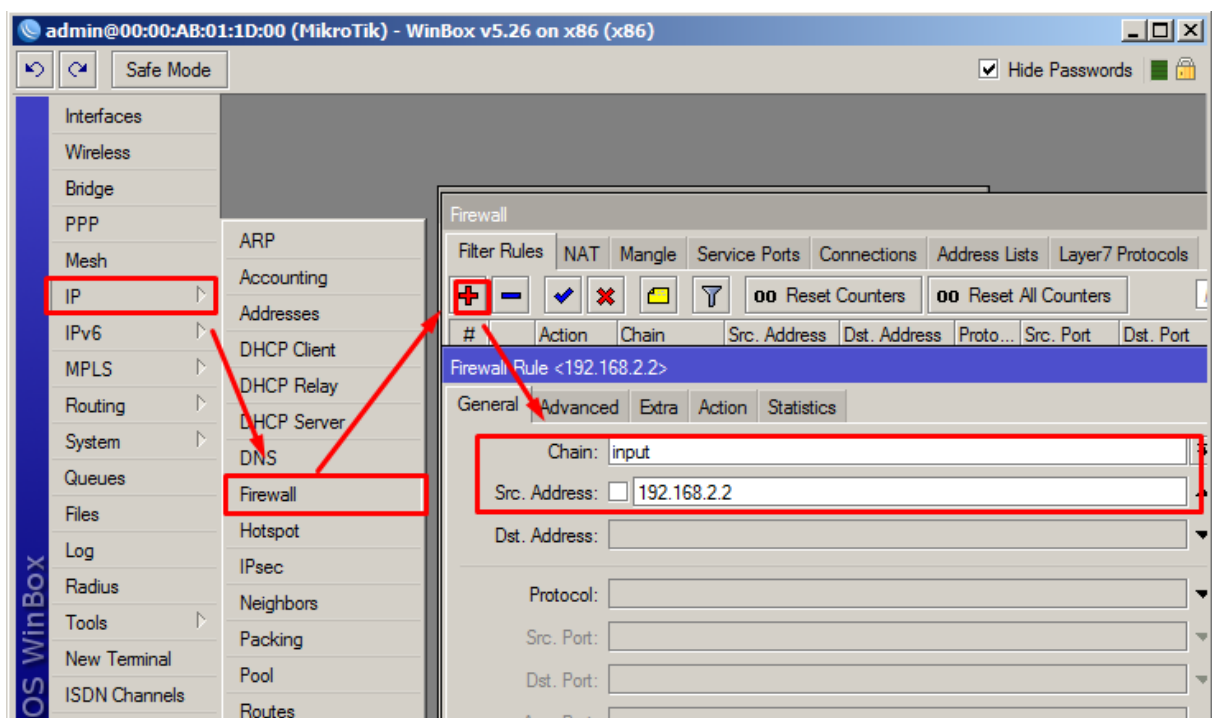 admin@00:00:AB:01:1D:00 (MikroTik) - WinBox v5.26 on x86 (x86)
Safe Mode
Hide Passwords
Interfaces
Wireless
Bridge
PPP
Mesh
IP
IPv6
MPLS
Routing
System
Queues
Files
Log
Radius
Tools
New Terminal
ISDN Channels
OS WinBox
ARP
Accounting
Addresses
DHCP Client
DHCP Relay
DHCP Server
DNS
Firewall
Hotspot
IPsec
Neighbors
Packing
Pool
Routes
Firewall
Filter Rules NAT Mangle Service Ports Connections Address Lists Layer7 Protocols
00 Reset Counters 00 Reset All Counters
# Action Chain Src. Address Dst. Address Proto... Src. Port Dst. Port
Firewall Rule <192.168.2.2>
General Advanced Extra Action Statistics
Chain: input
Src. Address: 192.168.2.2
Dst. Address:
Protocol:
Src. Port:
Dst. Port: